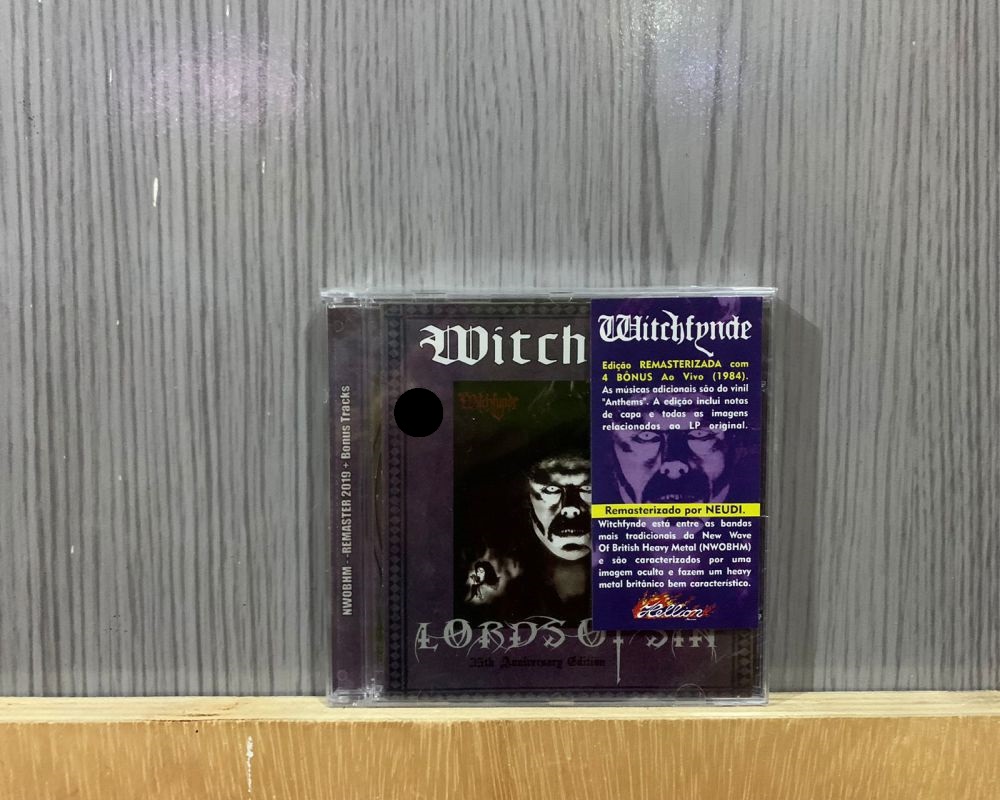 NWOBHM - -REMASTER 2019 + Bonus Tracks
Witch
Witchfynde
LORDS OF SIN
35th Anniversary Edition
Witchfynde
Edição REMASTERIZADA com
4 BÔNUS Ao Vivo (1984).
As músicas adicionais são do vinil
"Anthems". A edição inclui notas
de capa e todas as imagens
relacionadas ao LP original.
Remasterizado por NEUDI.
Witchfynde está entre as bandas
mais tradicionais da New Wave
Of British Heavy Metal (NWOBHM)
e são caracterizados por uma
imagem oculta e fazem um heavy
metal britânico bem característico.
Hellion